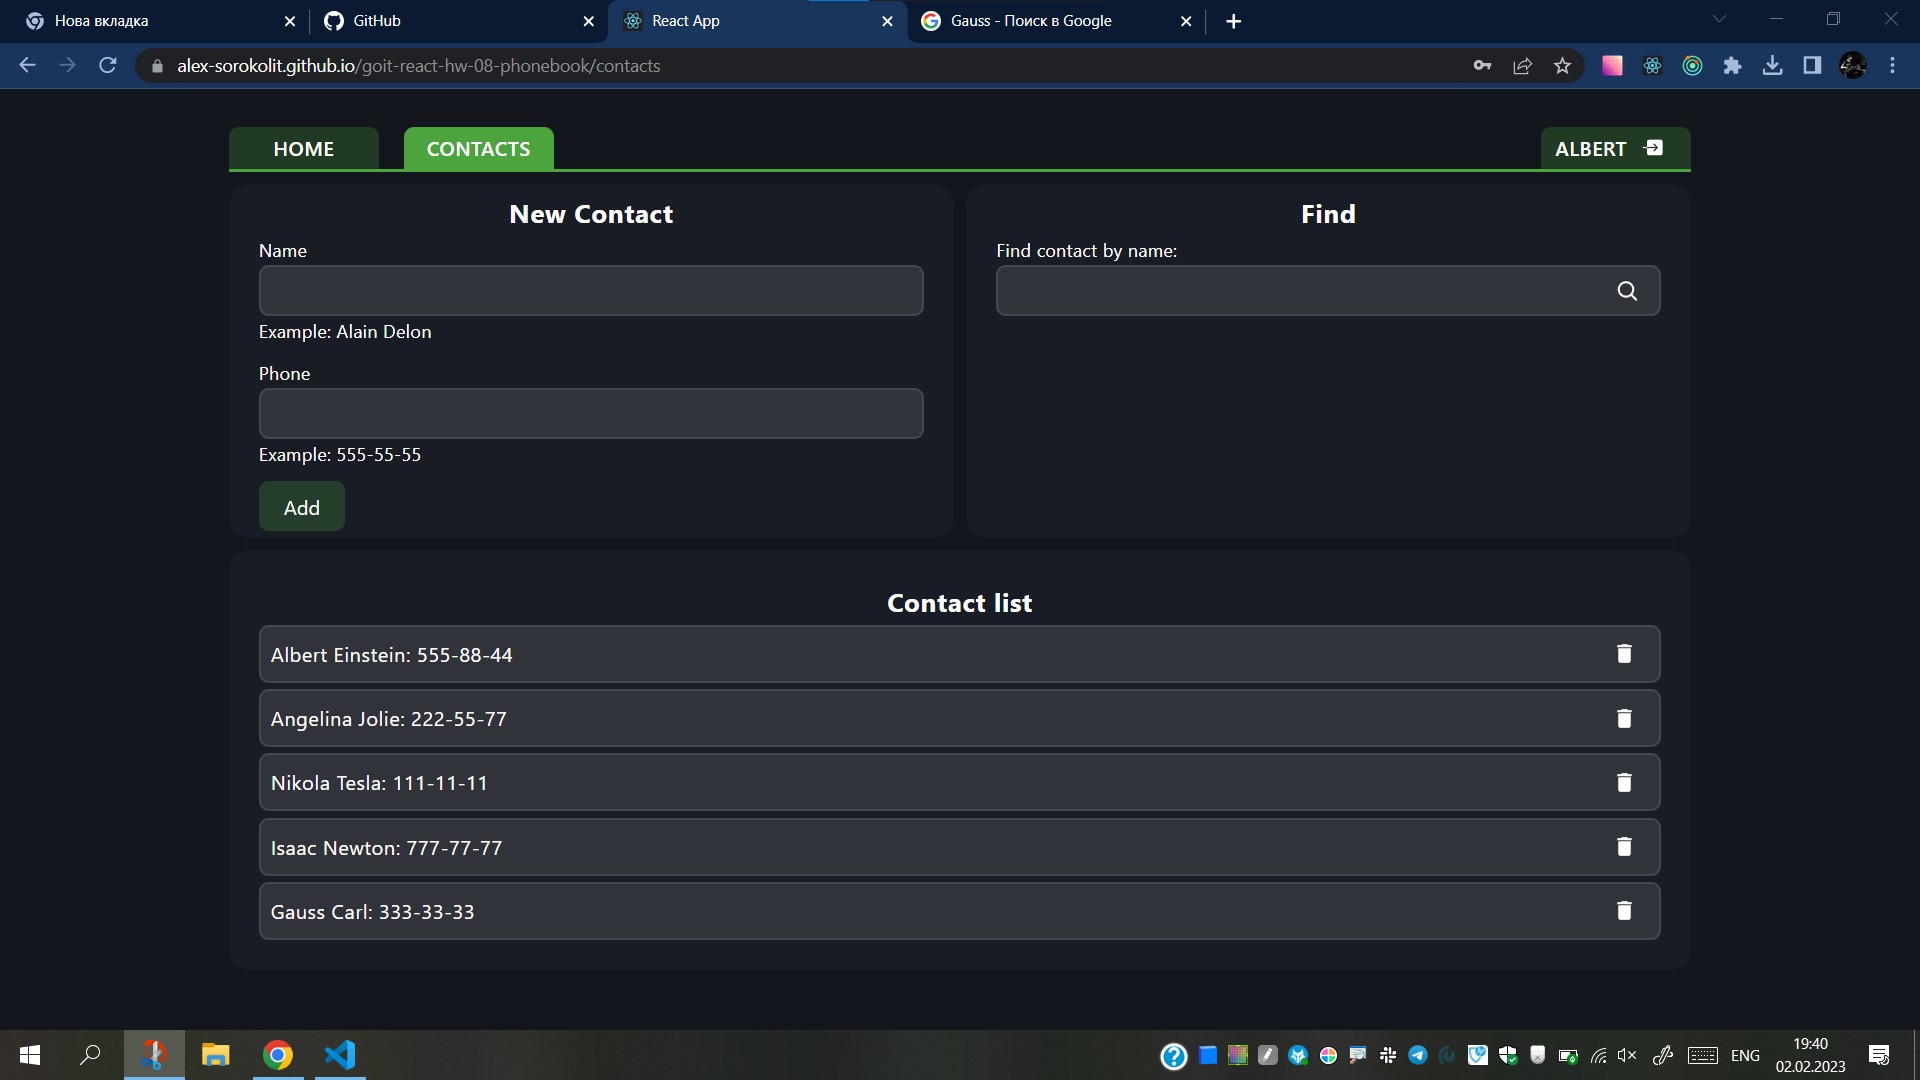 Нова вкладка
GitHub
React App
Gauss - Поиск в Google
alex-sorokolit.github.io/goit-react-hw-08-phonebook/contacts
HOME
CONTACTS
ALBERT
New Contact
Name
Example: Alain Delon
Phone
Example: 555-55-55
Add
Find
Find contact by name:
Contact list
Albert Einstein: 555-88-44
Angelina Jolie: 222-55-77
Nikola Tesla: 111-11-11
Isaac Newton: 777-77-77
Gauss Carl: 333-33-33
ENG
19:40
02.02.2023